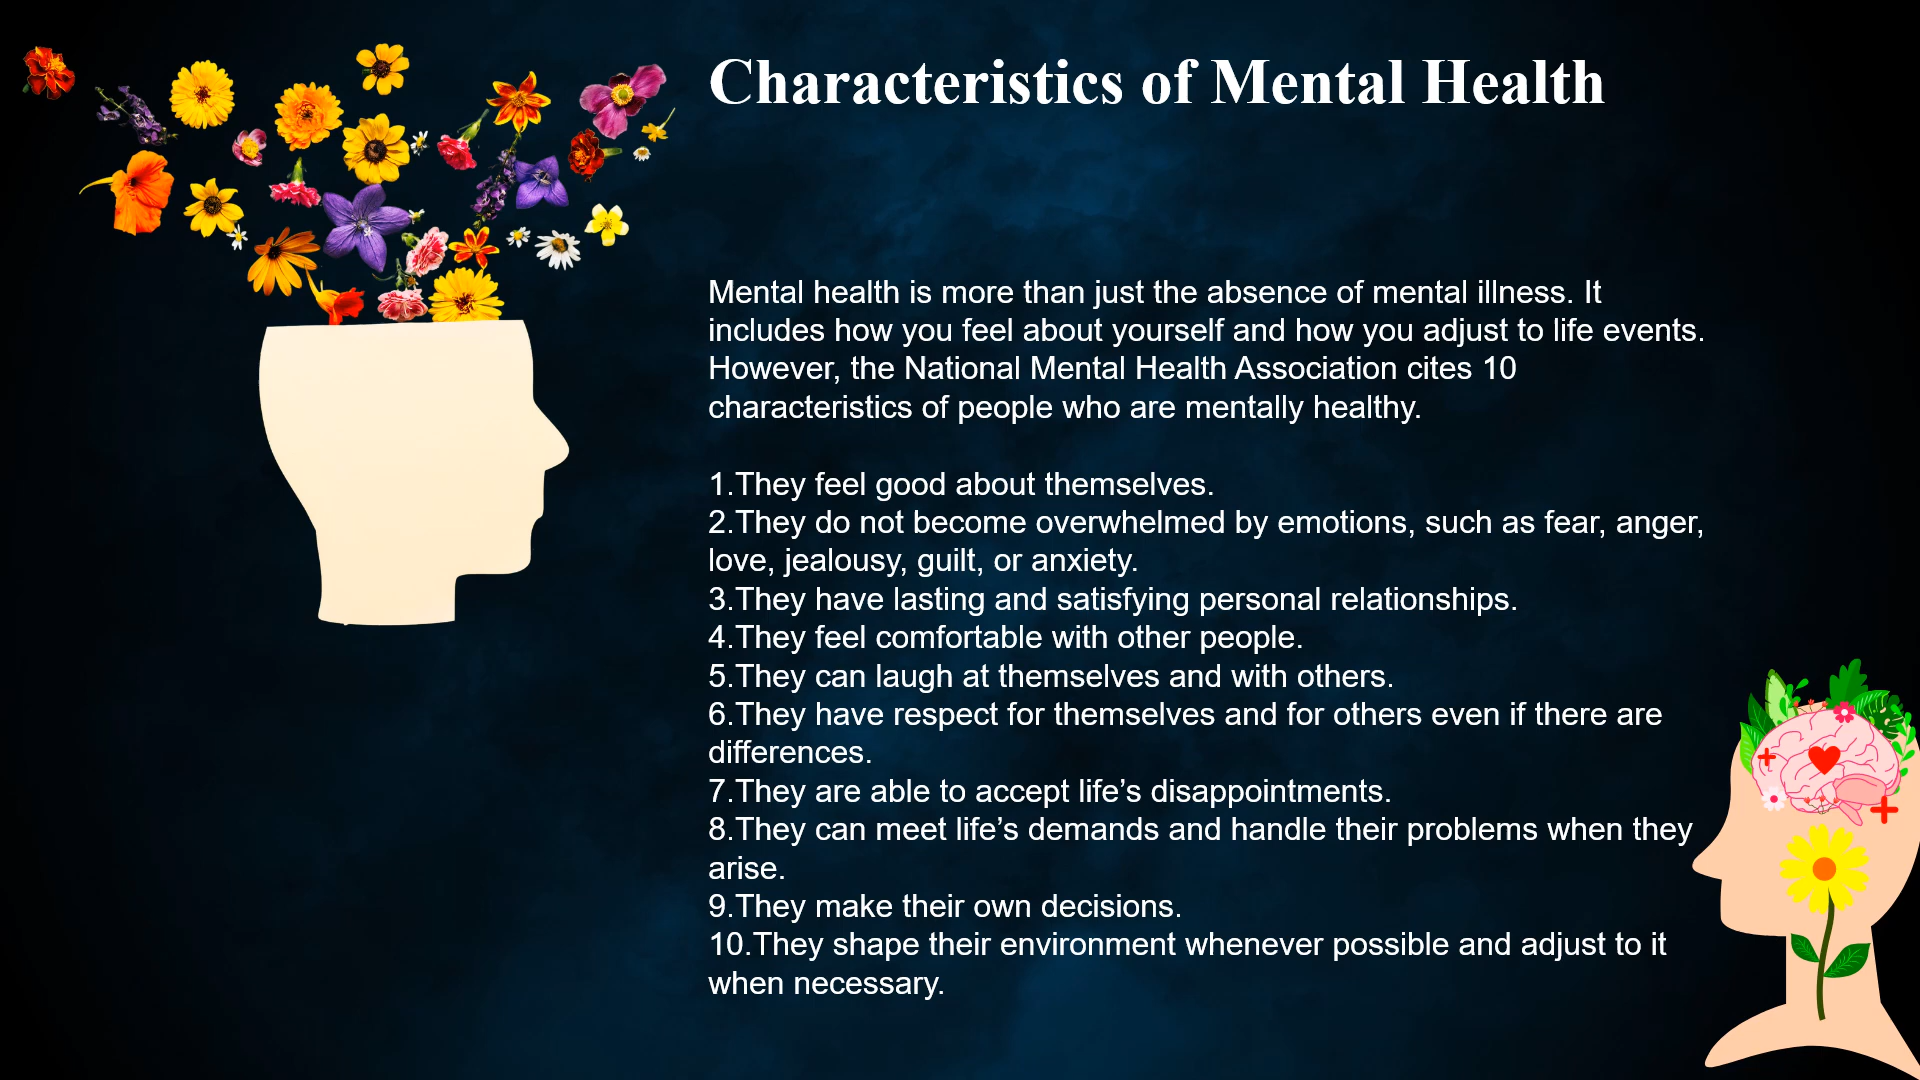 Characteristics of Mental Health
Mental health is more than just the absence of mental illness. It
includes how you feel about yourself and how you adjust to life events.
However, the National Mental Health Association cites 10
characteristics of people who are mentally healthy.
1.They feel good about themselves.
2.They do not become overwhelmed by emotions, such as fear, anger,
love, jealousy, guilt, or anxiety.
3.They have lasting and satisfying personal relationships.
4.They feel comfortable with other people.
5.They can laugh at themselves and with others.
6.They have respect for themselves and for others even if there are
differences.
7.They are able to accept life’s disappointments.
8.They can meet life’s demands and handle their problems when they
arise.
9.They make their own decisions.
10.They shape their environment whenever possible and adjust to it
when necessary.